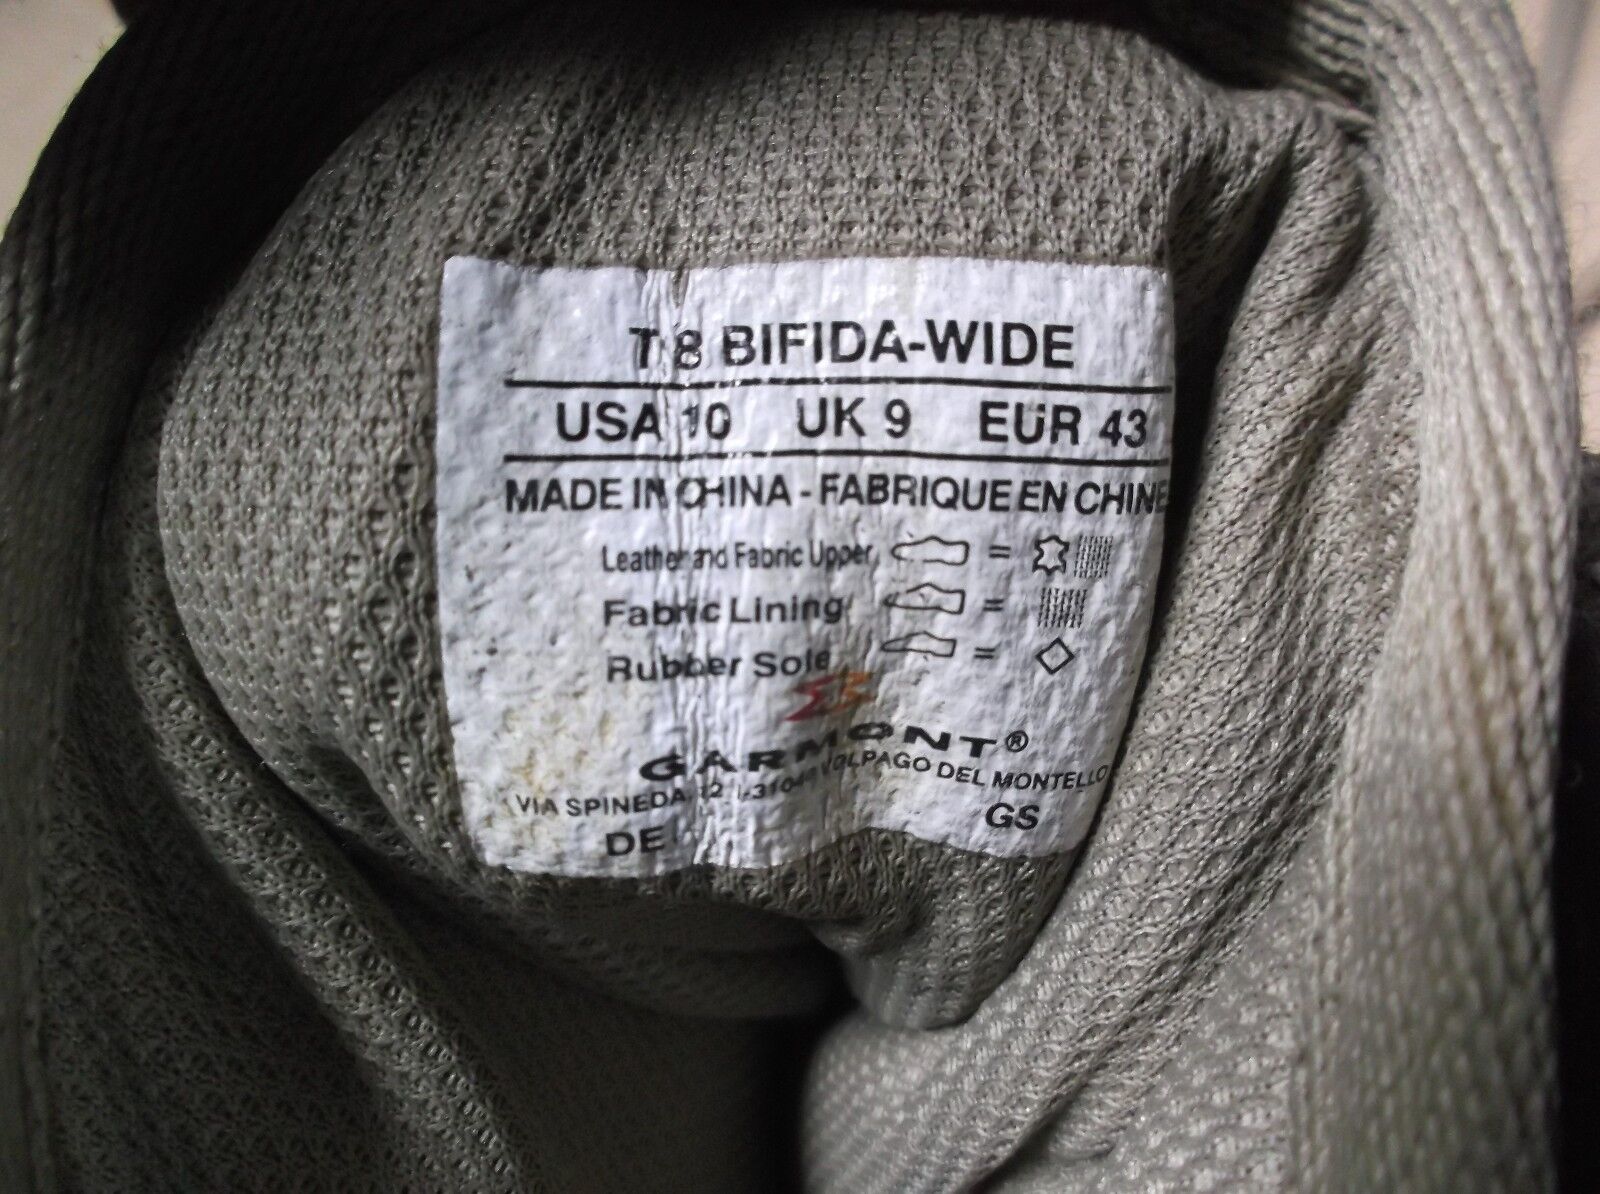 T 8 BIFIDA-WIDE
USA 10 UK 9 EUR 43
MADE IN CHINA - FABRIQUE EN CHINE
Leather and Fabric Upper =
Fabric Lining =
Rubber Sole =
GARMONT®
VIA SPINEDA 12 VOLPAGO DEL MONTELLO
DE GS